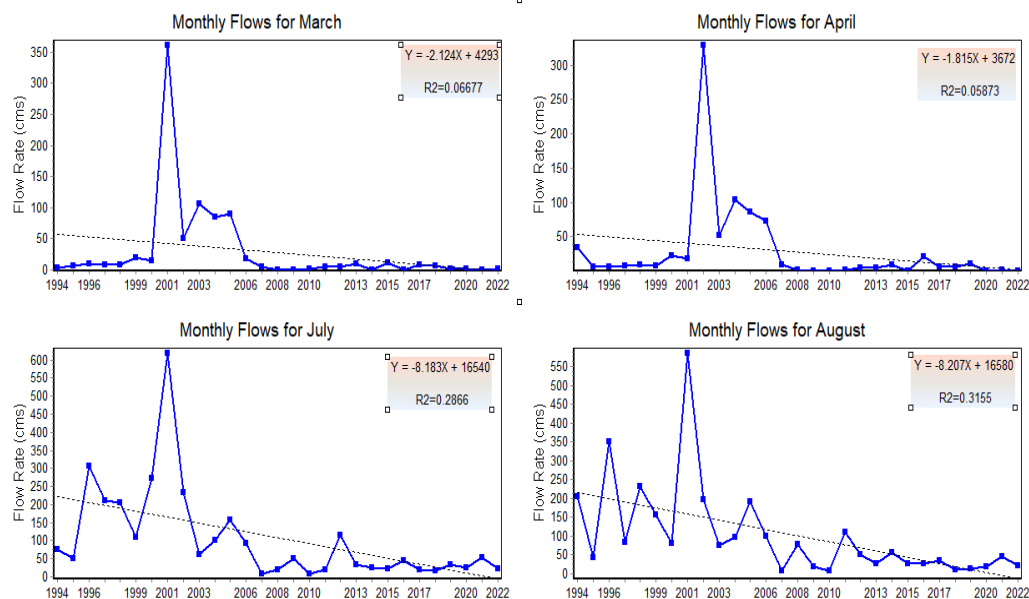 Monthly Flows for March
Y = -2.124X + 4293
R2=0.06677
Flow Rate (cms)
350
300
250
200
150
100
50
0
1994 1996 1999 2001 2003 2006 2008 2010 2013 2015 2017 2020 2022
Monthly Flows for April
Y = -1.815X + 3672
R2=0.05873
Flow Rate (cms)
300
250
200
150
100
50
1994 1996 1999 2001 2003 2006 2008 2010 2013 2015 2017 2020 2022
Monthly Flows for July
Y = -8.183X + 16540
R2=0.2866
Flow Rate (cms)
600
550
500
450
400
350
300
250
200
150
100
50
0
1994 1996 1999 2001 2003 2006 2008 2010 2013 2015 2017 2020 2022
Monthly Flows for August
Y = -8.207X + 16580
R2=0.3155
Flow Rate (cms)
550
500
450
400
350
300
250
200
150
100
50
0
1994 1996 1999 2001 2003 2006 2008 2010 2013 2015 2017 2020 2022